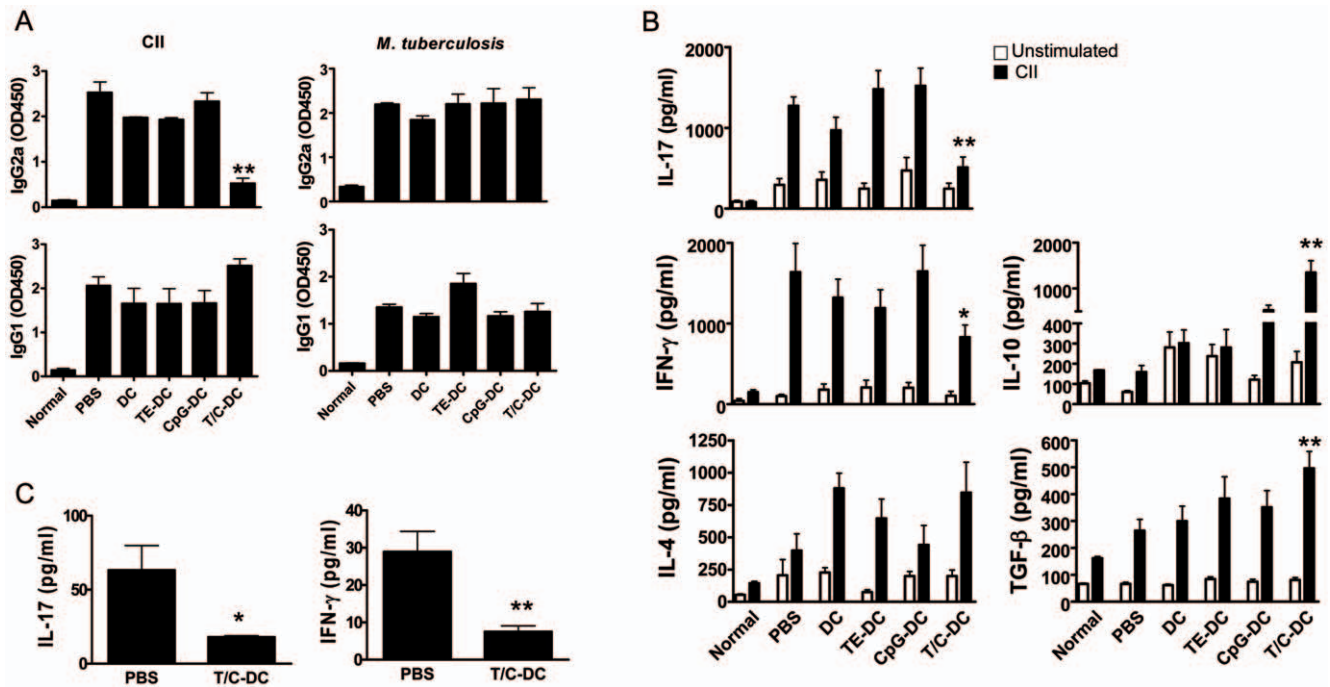 A
CII
M. tuberculosis
IgG2a (OD450)
3
2
1
0
**
IgG2a (OD450)
3
2
1
0
IgG1 (OD450)
3
2
1
0
Normal
PBS
DC
TE-DC
CpG-DC
T/C-DC
IgG1 (OD450)
3
2
1
0
Normal
PBS
DC
TE-DC
CpG-DC
T/C-DC
B
Unstimulated
CII
IL-17 (pg/ml)
2000
1000
0
**
IFN-γ (pg/ml)
2000
1000
0
*
IL-10 (pg/ml)
2000
1000
400
300
200
100
0
**
IL-4 (pg/ml)
1250
1000
750
500
250
0
Normal
PBS
DC
TE-DC
CpG-DC
T/C-DC
TGF-β (pg/ml)
600
500
400
300
200
100
0
**
Normal
PBS
DC
TE-DC
CpG-DC
T/C-DC
C
IL-17 (pg/ml)
100
50
0
*
PBS
T/C-DC
IFN-γ (pg/ml)
40
30
20
10
0
**
PBS
T/C-DC